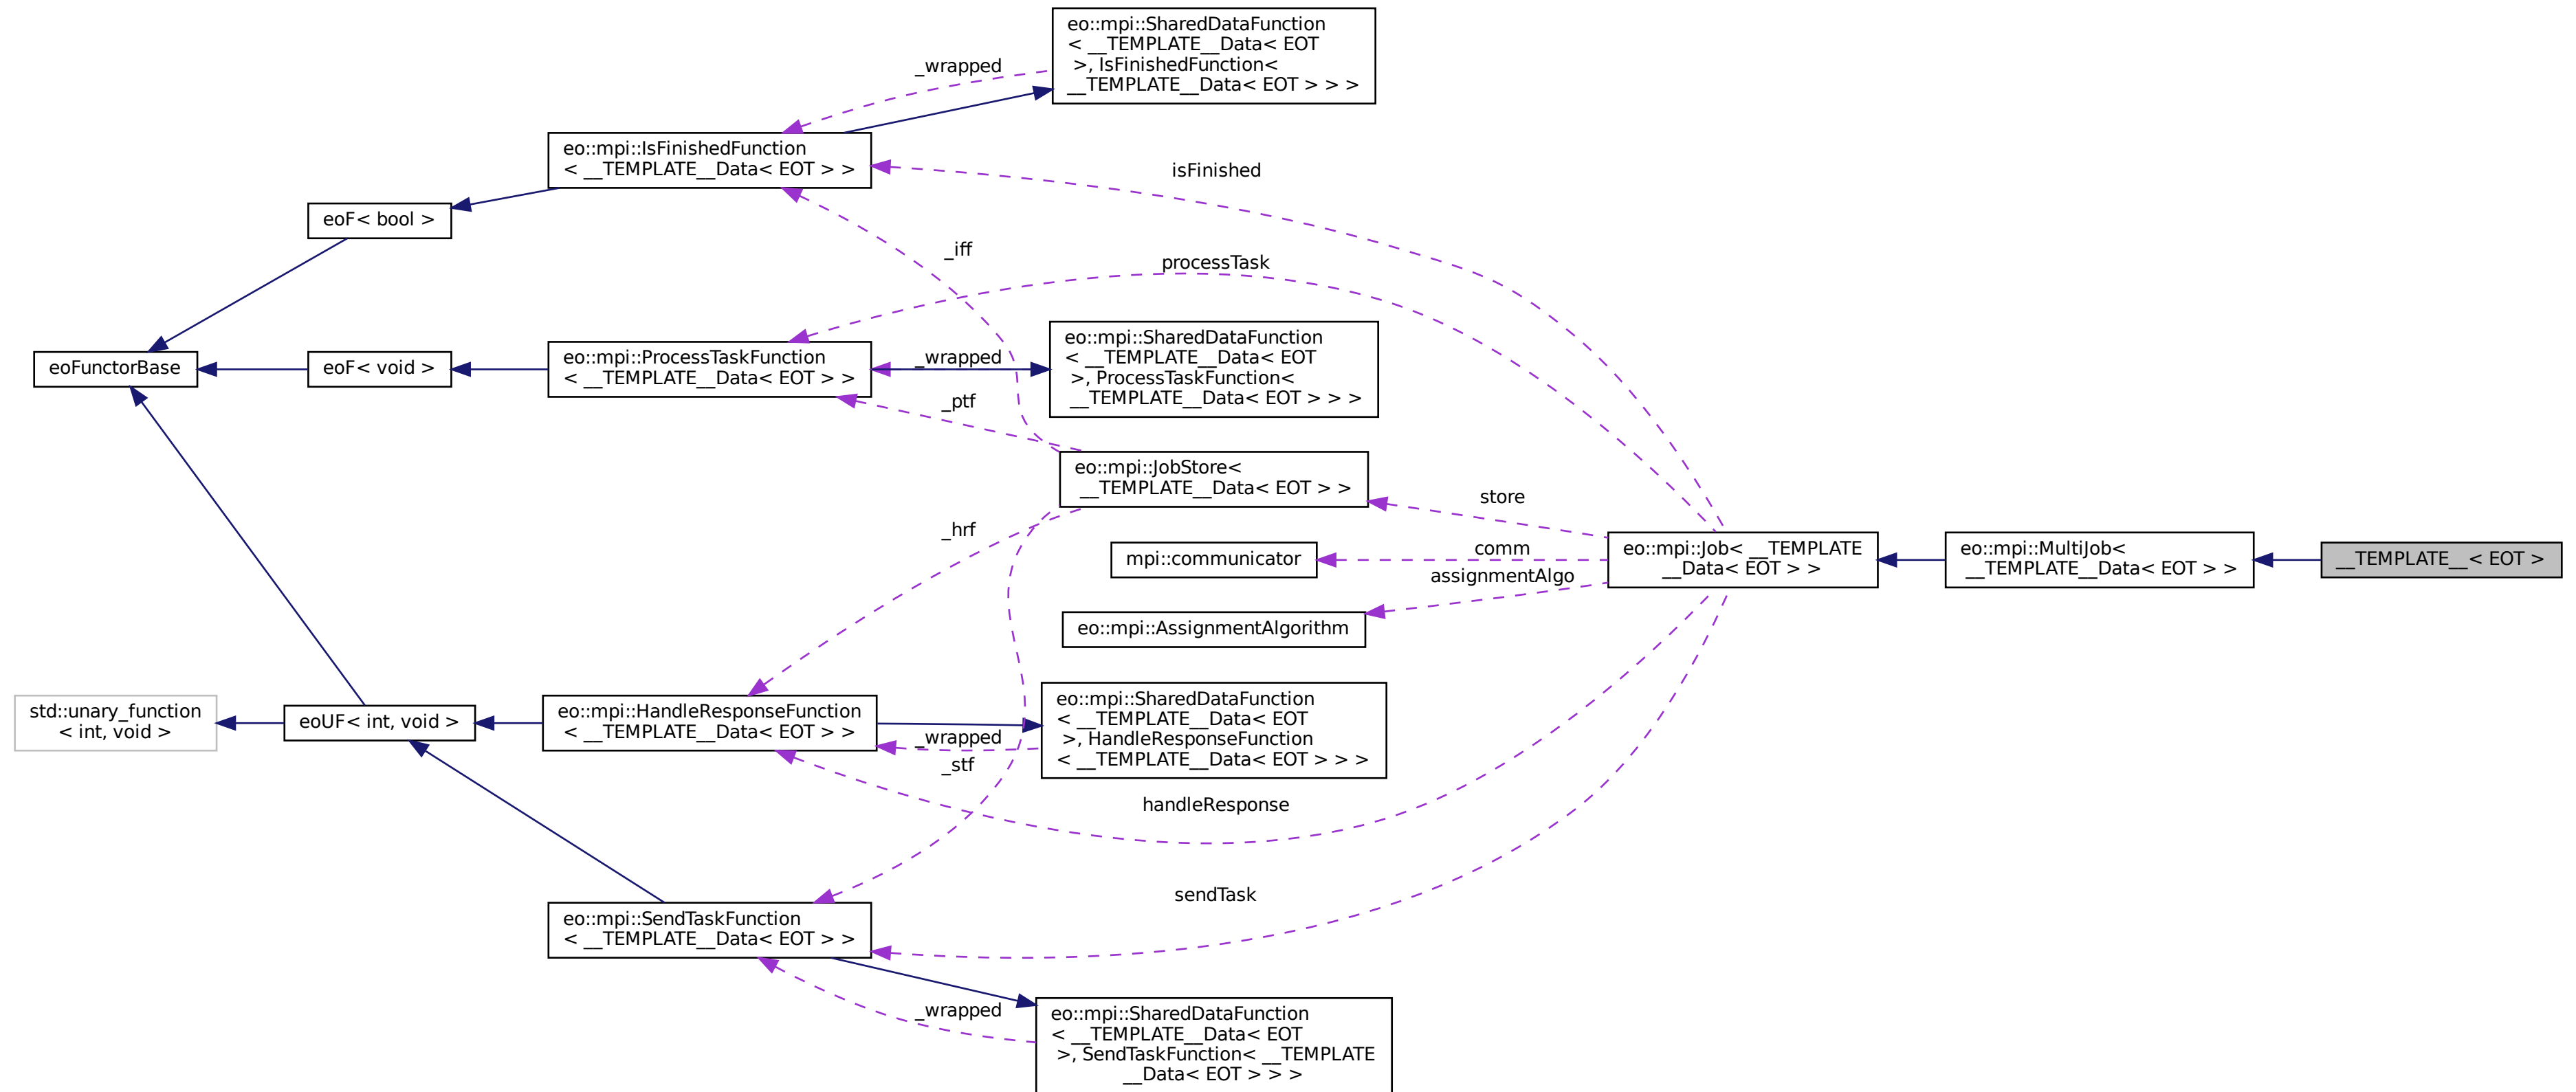 eo::mpi::SharedDataFunction
< __TEMPLATE__Data< EOT
>, IsFinishedFunction<
__TEMPLATE__Data< EOT > > >
_wrapped
eo::mpi::IsFinishedFunction
< __TEMPLATE__Data< EOT > >
isFinished
eoF< bool >
_iff
processTask
eoFunctorBase
eoF< void >
eo::mpi::ProcessTaskFunction
< __TEMPLATE__Data< EOT > >
_wrapped
eo::mpi::SharedDataFunction
< __TEMPLATE__Data< EOT
>, ProcessTaskFunction<
__TEMPLATE__Data< EOT > > >
_ptf
eo::mpi::JobStore<
__TEMPLATE__Data< EOT > >
store
_hrf
mpi::communicator
comm
eo::mpi::Job< __TEMPLATE
__Data< EOT > >
eo::mpi::MultiJob<
__TEMPLATE__Data< EOT > >
__TEMPLATE__< EOT >
assignmentAlgo
eo::mpi::AssignmentAlgorithm
std::unary_function
< int, void >
eoUF< int, void >
eo::mpi::HandleResponseFunction
< __TEMPLATE__Data< EOT > >
eo::mpi::SharedDataFunction
< __TEMPLATE__Data< EOT
>, HandleResponseFunction
< __TEMPLATE__Data< EOT > > >
_wrapped
_stf
handleResponse
sendTask
eo::mpi::SendTaskFunction
< __TEMPLATE__Data< EOT > >
_wrapped
eo::mpi::SharedDataFunction
< __TEMPLATE__Data< EOT
>, SendTaskFunction< __TEMPLATE
__Data< EOT > > >